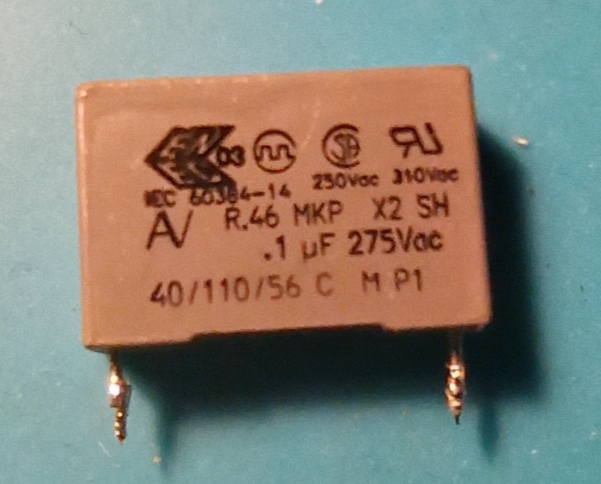 03
250Vac 310Vac
IEC 60384-14
R.46 MKP X2 SH
.1 µF 275Vac
40/110/56 C M P1